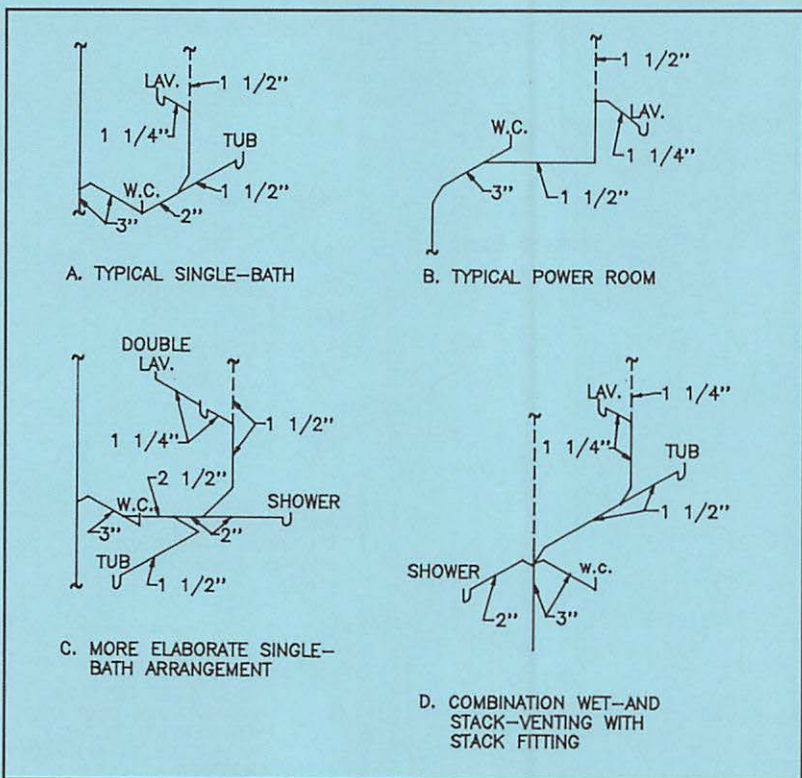 LAV.
1 1/2"
1 1/4"
TUB
W.C.
1 1/2"
2"
3"
A. TYPICAL SINGLE-BATH
1 1/2"
W.C.
LAV.
1 1/4"
3"
1 1/2"
B. TYPICAL POWER ROOM
DOUBLE
LAV.
1 1/4"
1 1/2"
2 1/2"
W.C.
SHOWER
3"
2"
TUB
1 1/2"
C. MORE ELABORATE SINGLE-
BATH ARRANGEMENT
LAV.
1 1/4"
1 1/4"
TUB
1 1/2"
SHOWER
W.C.
2"
3"
D. COMBINATION WET-AND
STACK-VENTING WITH
STACK FITTING